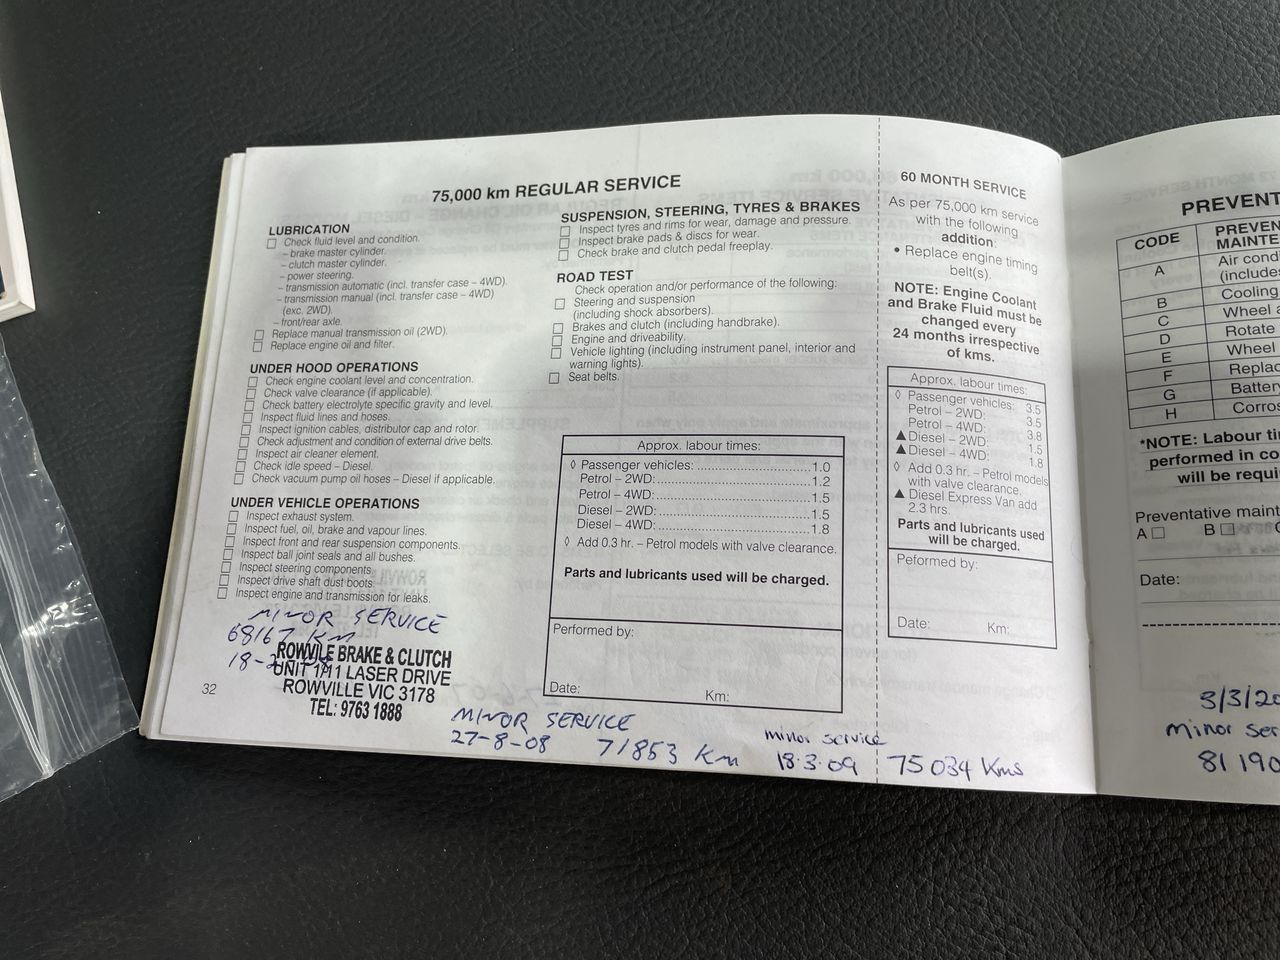 75,000 km REGULAR SERVICE
LUBRICATION
Check fluid level and condition.
– brake master cylinder.
– clutch master cylinder.
– power steering.
– transmission automatic (incl. transfer case – 4WD).
– transmission manual (incl. transfer case – 4WD)
(exc. 2WD).
– front/rear axle.
Replace manual transmission oil (2WD).
Replace engine oil and filter.
UNDER HOOD OPERATIONS
Check engine coolant level and concentration.
Check valve clearance (if applicable).
Check battery electrolyte specific gravity and level.
Inspect fluid lines and hoses.
Inspect ignition cables, distributor cap and rotor.
Check adjustment and condition of external drive belts.
Inspect air cleaner element.
Check idle speed – Diesel.
Check vacuum pump oil hoses – Diesel if applicable.
UNDER VEHICLE OPERATIONS
Inspect exhaust system.
Inspect fuel, oil, brake and vapour lines.
Inspect front and rear suspension components.
Inspect ball joint seals and all bushes.
Inspect steering components.
Inspect drive shaft dust boots.
Inspect engine and transmission for leaks.
MINOR SERVICE
68167 KM
18-2
ROWVILE BRAKE & CLUTCH
UNIT 1/11 LASER DRIVE
ROWVILLE VIC 3178
TEL: 9763 1888
32
SUSPENSION, STEERING, TYRES & BRAKES
Inspect tyres and rims for wear, damage and pressure.
Inspect brake pads & discs for wear.
Check brake and clutch pedal freeplay.
ROAD TEST
Check operation and/or performance of the following:
Steering and suspension
(including shock absorbers).
Brakes and clutch (including handbrake).
Engine and driveability.
Vehicle lighting (including instrument panel, interior and
warning lights).
Seat belts.
Approx. labour times:
◊ Passenger vehicles: ........................ 1.0
Petrol – 2WD:................................... 1.2
Petrol – 4WD:................................... 1.5
Diesel – 2WD:................................... 1.5
Diesel – 4WD:................................... 1.8
◊ Add 0.3 hr. – Petrol models with valve clearance.
Parts and lubricants used will be charged.
Performed by:
Date: Km:
MINOR SERVICE
27-8-08 71853 Km
minor service
18.3.09 75034 Kms
60 MONTH SERVICE
As per 75,000 km service
with the following
addition:
• Replace engine timing
belt(s).
NOTE: Engine Coolant
and Brake Fluid must be
changed every
24 months irrespective
of kms.
Approx. labour times:
◊ Passenger vehicles: 3.5
Petrol – 2WD: 3.5
Petrol – 4WD: 3.8
▲ Diesel – 2WD: 1.5
▲ Diesel – 4WD: 1.8
◊ Add 0.3 hr. – Petrol models
with valve clearance.
▲ Diesel Express Van add
2.3 hrs.
Parts and lubricants used
will be charged.
Peformed by:
Date: Km:
PREVENT
CODE PREVEN
MAINTE
A Air condi
(includes
B Cooling
C Wheel a
D Rotate
E Wheel
F Replac
G Battery
H Corros
*NOTE: Labour ti
performed in co
will be requi
Preventative maint
A B
Date:
3/3/20
minor ser
81190